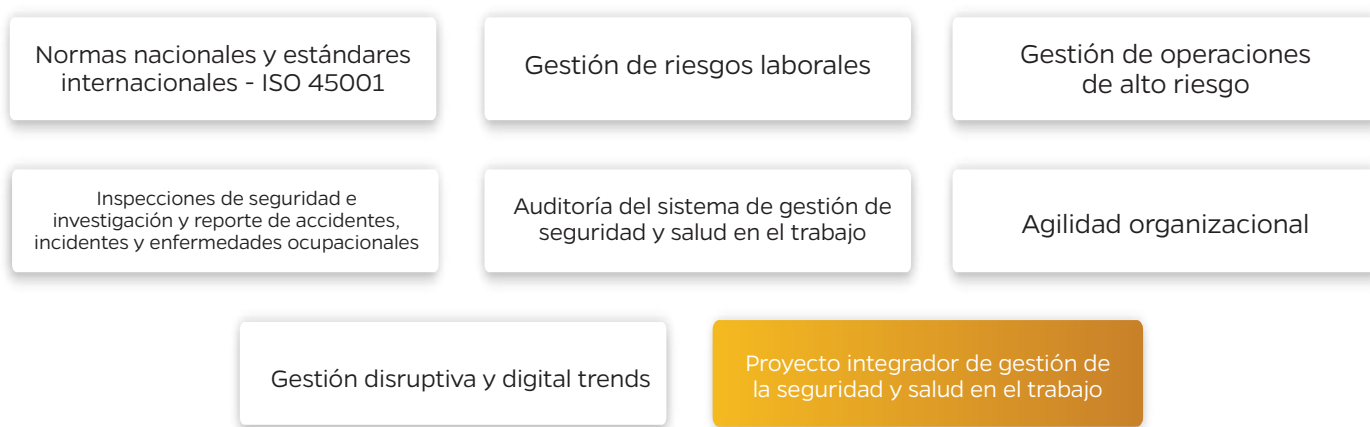 Normas nacionales y estándares
internacionales - ISO 45001
Gestión de riesgos laborales
Gestión de operaciones
de alto riesgo
Inspecciones de seguridad e
investigación y reporte de accidentes,
incidentes y enfermedades ocupacionales
Auditoría del sistema de gestión de
seguridad y salud en el trabajo
Agilidad organizacional
Gestión disruptiva y digital trends
Proyecto integrador de gestión de
la seguridad y salud en el trabajo